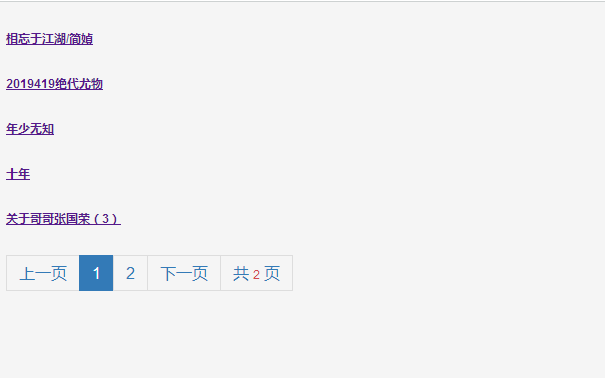 相忘于江湖/简媜
2019419绝代尤物
年少无知
十年
关于哥哥张国荣（3）
上一页 1 2 下一页 共 2 页